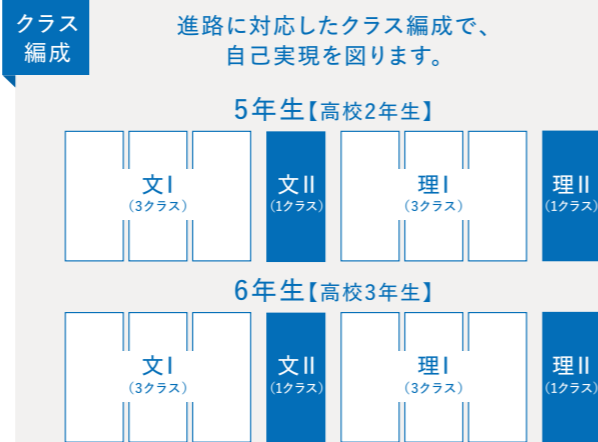 クラス
編成
進路に対応したクラス編成で、
自己実現を図ります。
5年生【高校2年生】
文Ⅰ 文Ⅱ 理Ⅰ 理Ⅱ
(3クラス) (1クラス) (3クラス) (1クラス)
6年生【高校3年生】
文Ⅰ 文Ⅱ 理Ⅰ 理Ⅱ
(3クラス) (1クラス) (3クラス) (1クラス)